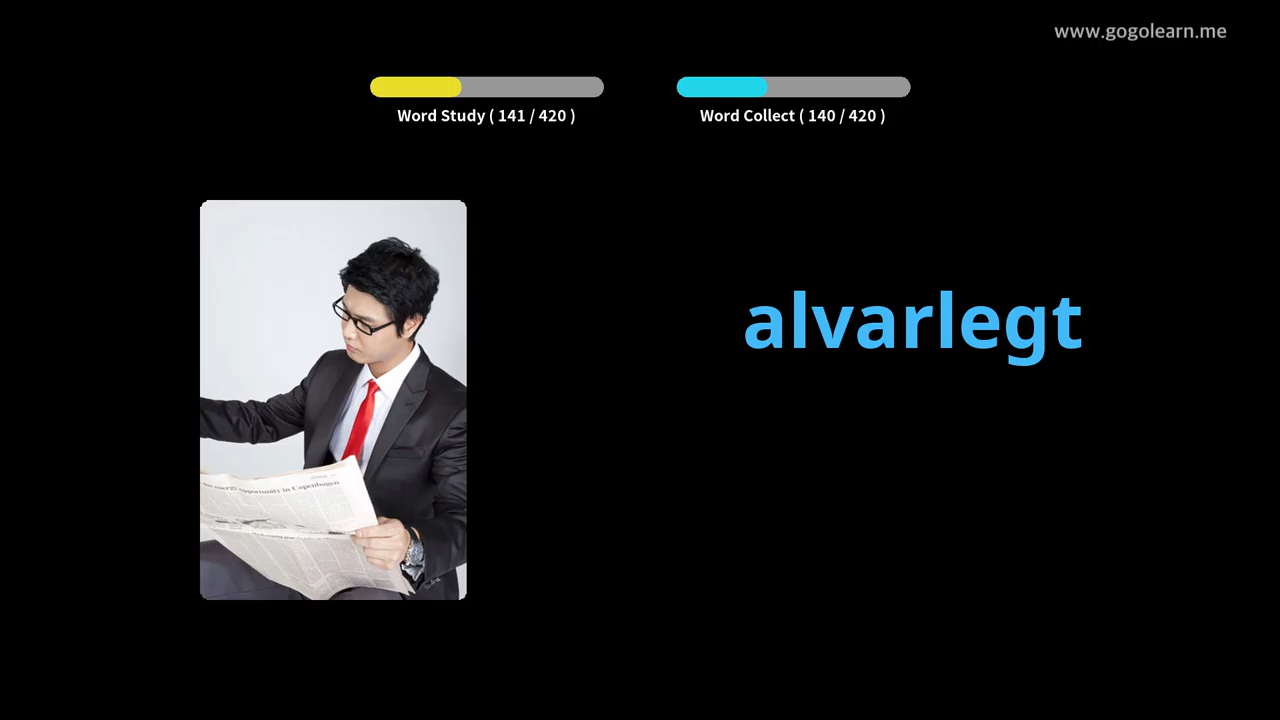 www.gogolearn.me
Word Study ( 141 / 420 )
Word Collect ( 140 / 420 )
alvarlegt
opportunity in Copenhagen